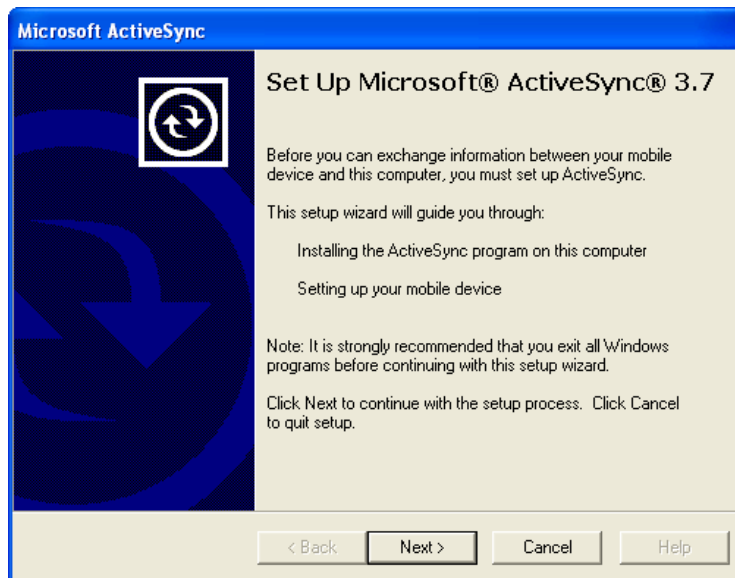 Microsoft ActiveSync
Set Up Microsoft® ActiveSync® 3.7
Before you can exchange information between your mobile
device and this computer, you must set up ActiveSync.
This setup wizard will guide you through:
Installing the ActiveSync program on this computer
Setting up your mobile device
Note: It is strongly recommended that you exit all Windows
programs before continuing with this setup wizard.
Click Next to continue with the setup process.  Click Cancel
to quit setup.
< Back Next > Cancel Help